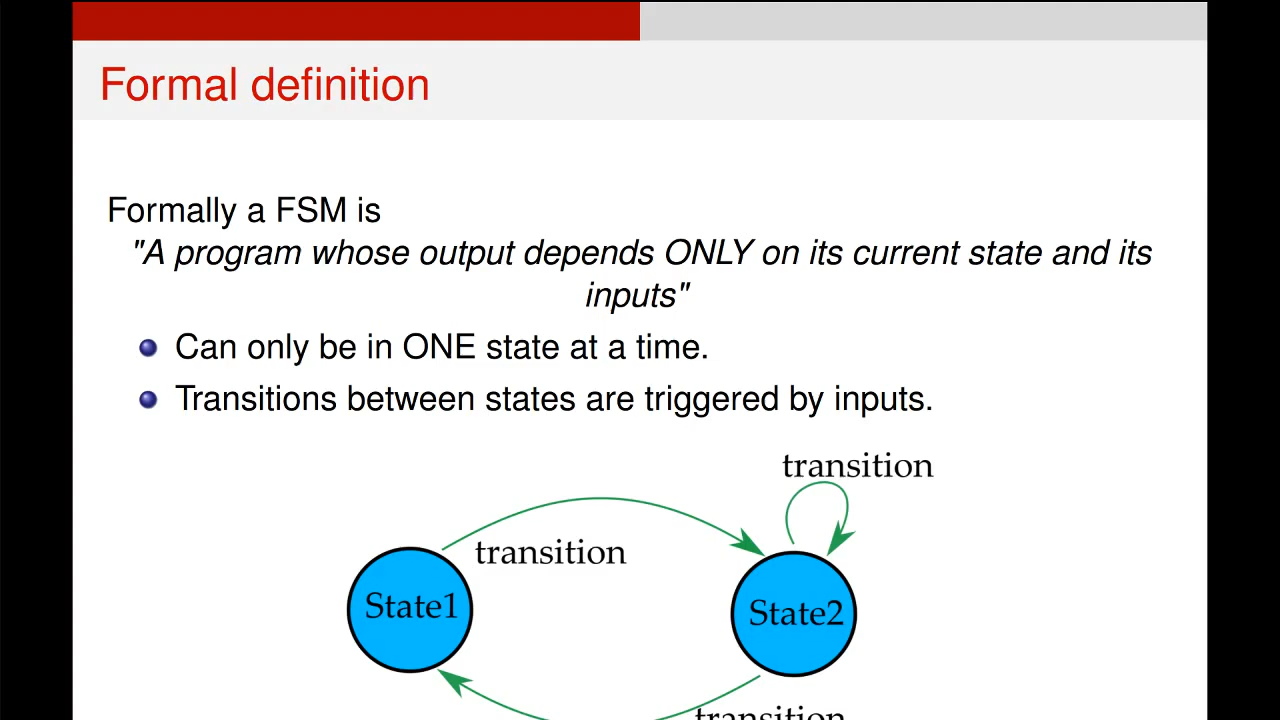 Formal definition
Formally a FSM is
"A program whose output depends ONLY on its current state and its
inputs"
Can only be in ONE state at a time.
Transitions between states are triggered by inputs.
transition
transition
State1
State2
transition